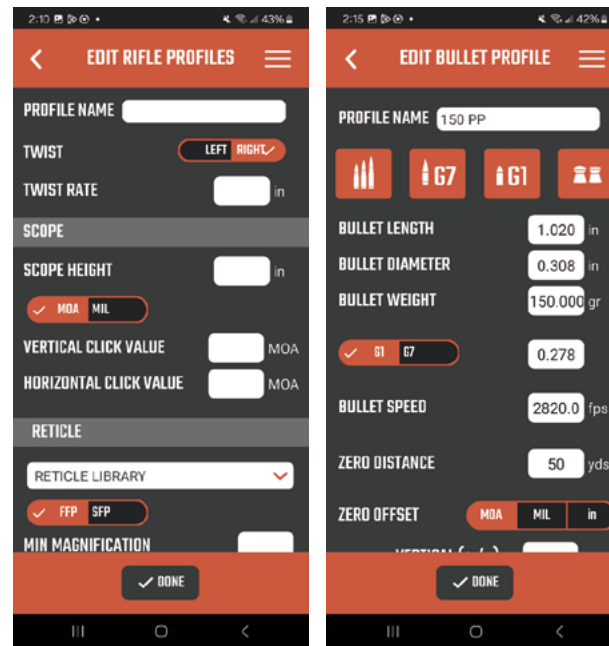 2:10
43%
EDIT RIFLE PROFILES
PROFILE NAME
TWIST LEFT RIGHT
TWIST RATE in
SCOPE
SCOPE HEIGHT in
MOA MIL
VERTICAL CLICK VALUE MOA
HORIZONTAL CLICK VALUE MOA
RETICLE
RETICLE LIBRARY
FFP SFP
MIN MAGNIFICATION
DONE
2:15
42%
EDIT BULLET PROFILE
PROFILE NAME 150 PP
G7 G1
BULLET LENGTH 1.020 in
BULLET DIAMETER 0.308 in
BULLET WEIGHT 150.000 gr
G1 G7 0.278
BULLET SPEED 2820.0 fps
ZERO DISTANCE 50 yds
ZERO OFFSET MOA MIL in
DONE